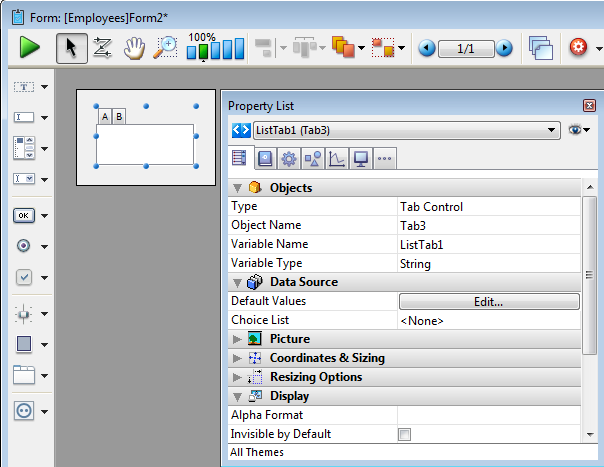 Form: [Employees]Form2*
100%
1/1
Property List
A B
ListTab1 (Tab3)
Objects
Type Tab Control
Object Name Tab3
Variable Name ListTab1
Variable Type String
Data Source
Default Values Edit...
Choice List <None>
Picture
Coordinates & Sizing
Resizing Options
Display
Alpha Format
Invisible by Default
All Themes
OK